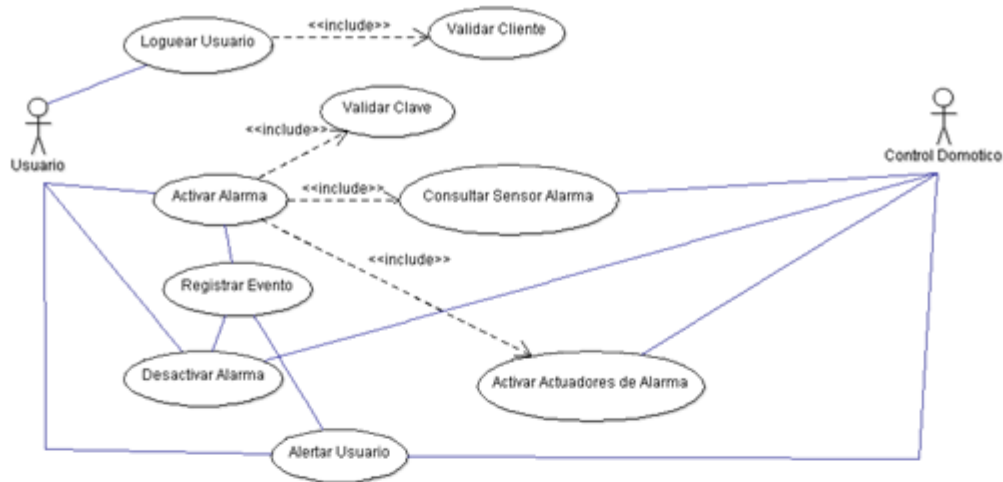 Loguear Usuario
<<include>>
Validar Cliente
Validar Clave
<<include>>
Usuario
Control Domotico
Activar Alarma
<<include>>
Consultar Sensor Alarma
<<include>>
Registrar Evento
Desactivar Alarma
Activar Actuadores de Alarma
Alertar Usuario